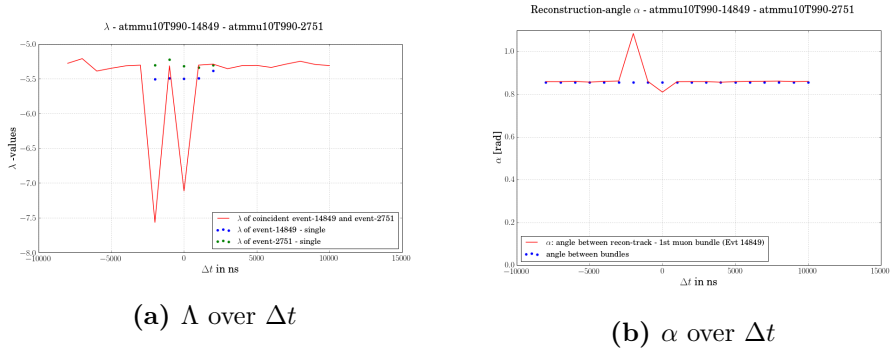 λ - atmmu10T990-14849 - atmmu10T990-2751
λ -values
−5.0
−5.5
−6.0
−6.5
−7.0
−7.5
−8.0
−10000
−5000
0
5000
10000
15000
Δt in ns
λ of coincident event-14849 and event-2751
λ of event-14849 - single
λ of event-2751 - single
(a) Λ over Δt
Reconstruction-angle α - atmmu10T990-14849 - atmmu10T990-2751
α [rad]
1.0
0.8
0.6
0.4
0.2
0.0
−10000
−5000
0
5000
10000
15000
Δt in ns
α: angle between recon-track - 1st muon bundle (Evt 14849)
angle between bundles
(b) α over Δt